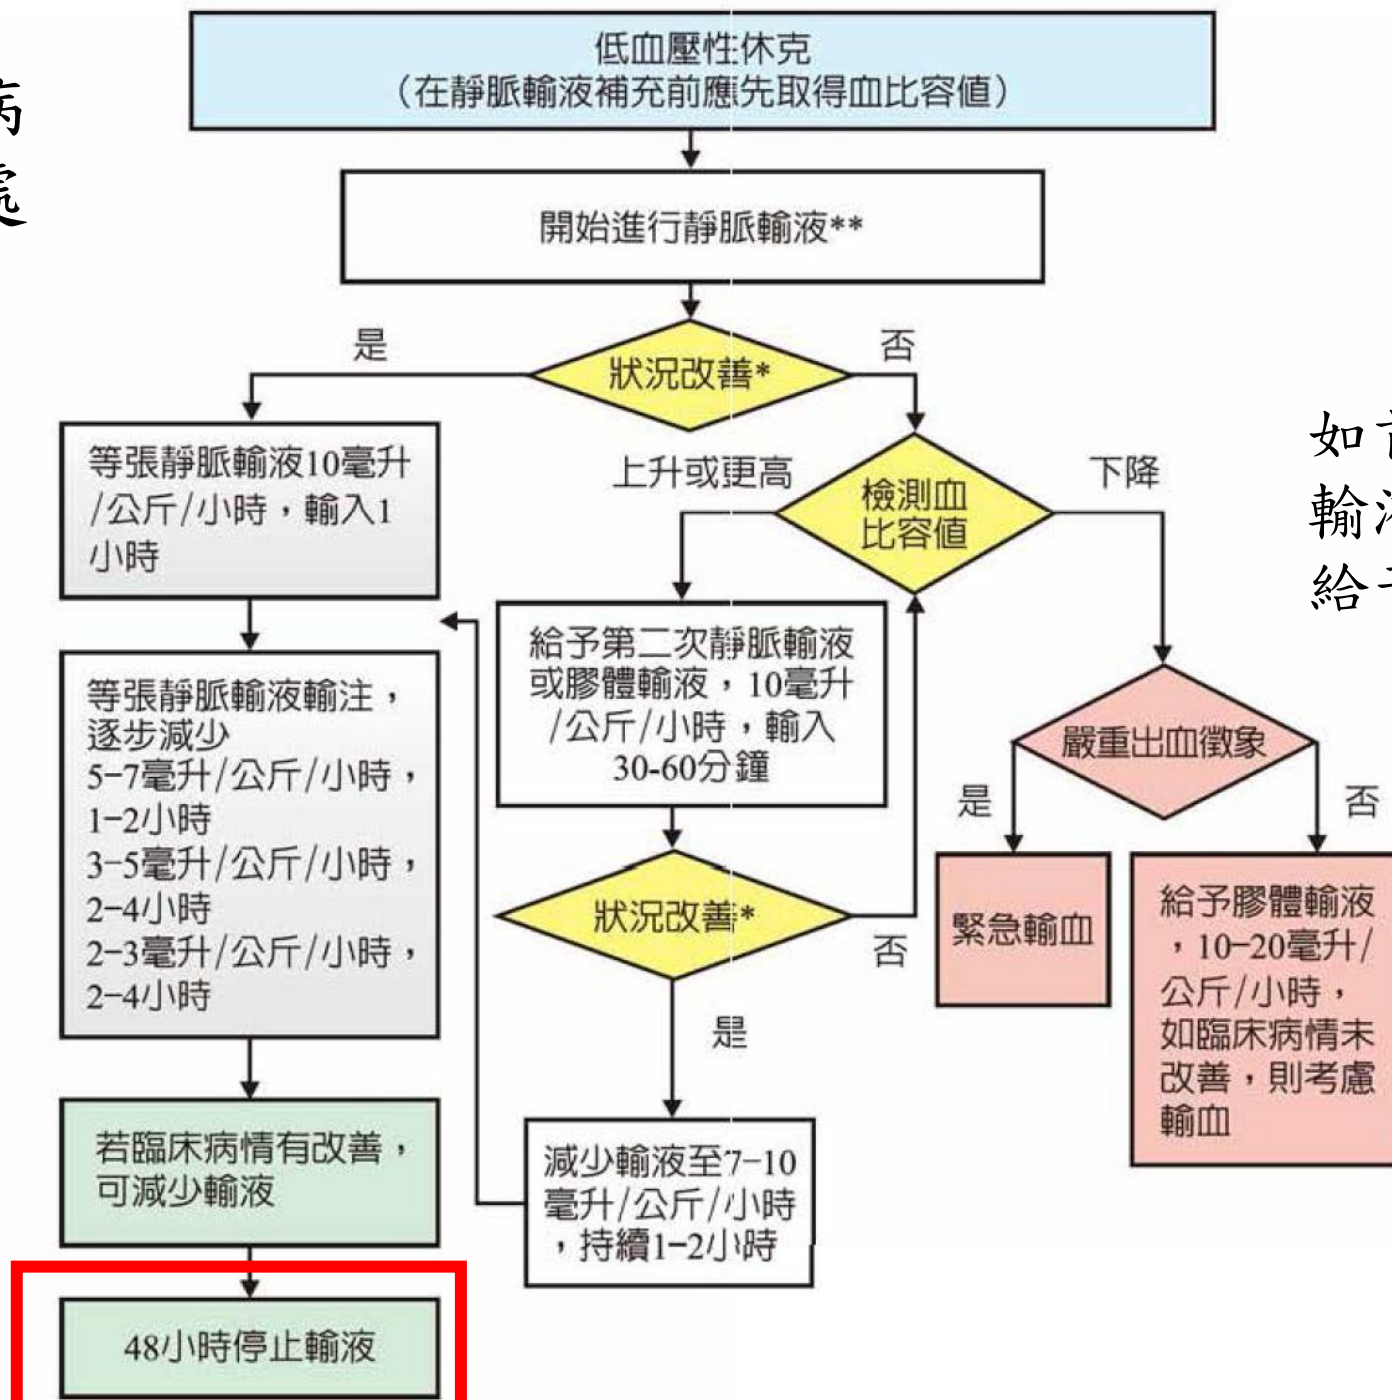 病
處
低血壓性休克
（在靜脈輸液補充前應先取得血比容值）
開始進行靜脈輸液**
狀況改善*
是
否
等張靜脈輸液10毫升
/公斤/小時，輸入1
小時
上升或更高
檢測血
比容值
下降
輸
給
給予第二次靜脈輸液
或膠體輸液，10毫升
/公斤/小時，輸入
30-60分鐘
等張靜脈輸液輸注，
逐步減少
5-7毫升/公斤/小時，
1-2小時
3-5毫升/公斤/小時，
2-4小時
2-3毫升/公斤/小時，
2-4小時
嚴重出血徵象
是
否
狀況改善*
否
是
緊急輸血
給予膠體輸液
，10-20毫升/
公斤/小時，
如臨床病情未
改善，則考慮
輸血
若臨床病情有改善，
可減少輸液
減少輸液至7-10
毫升/公斤/小時
，持續1-2小時
48小時停止輸液